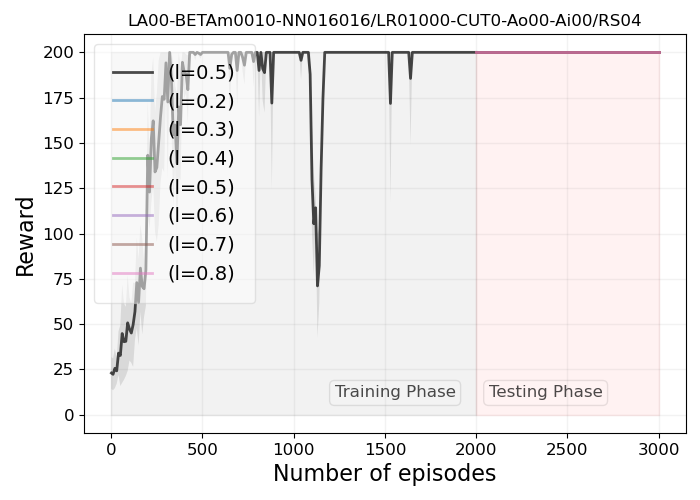 LA00-BETAm0010-NN016016/LR01000-CUT0-Ao00-Ai00/RS04
200
175
150
125
100
75
50
25
0
Reward
(l=0.5)
(l=0.2)
(l=0.3)
(l=0.4)
(l=0.5)
(l=0.6)
(l=0.7)
(l=0.8)
Training Phase
Testing Phase
0 500 1000 1500 2000 2500 3000
Number of episodes